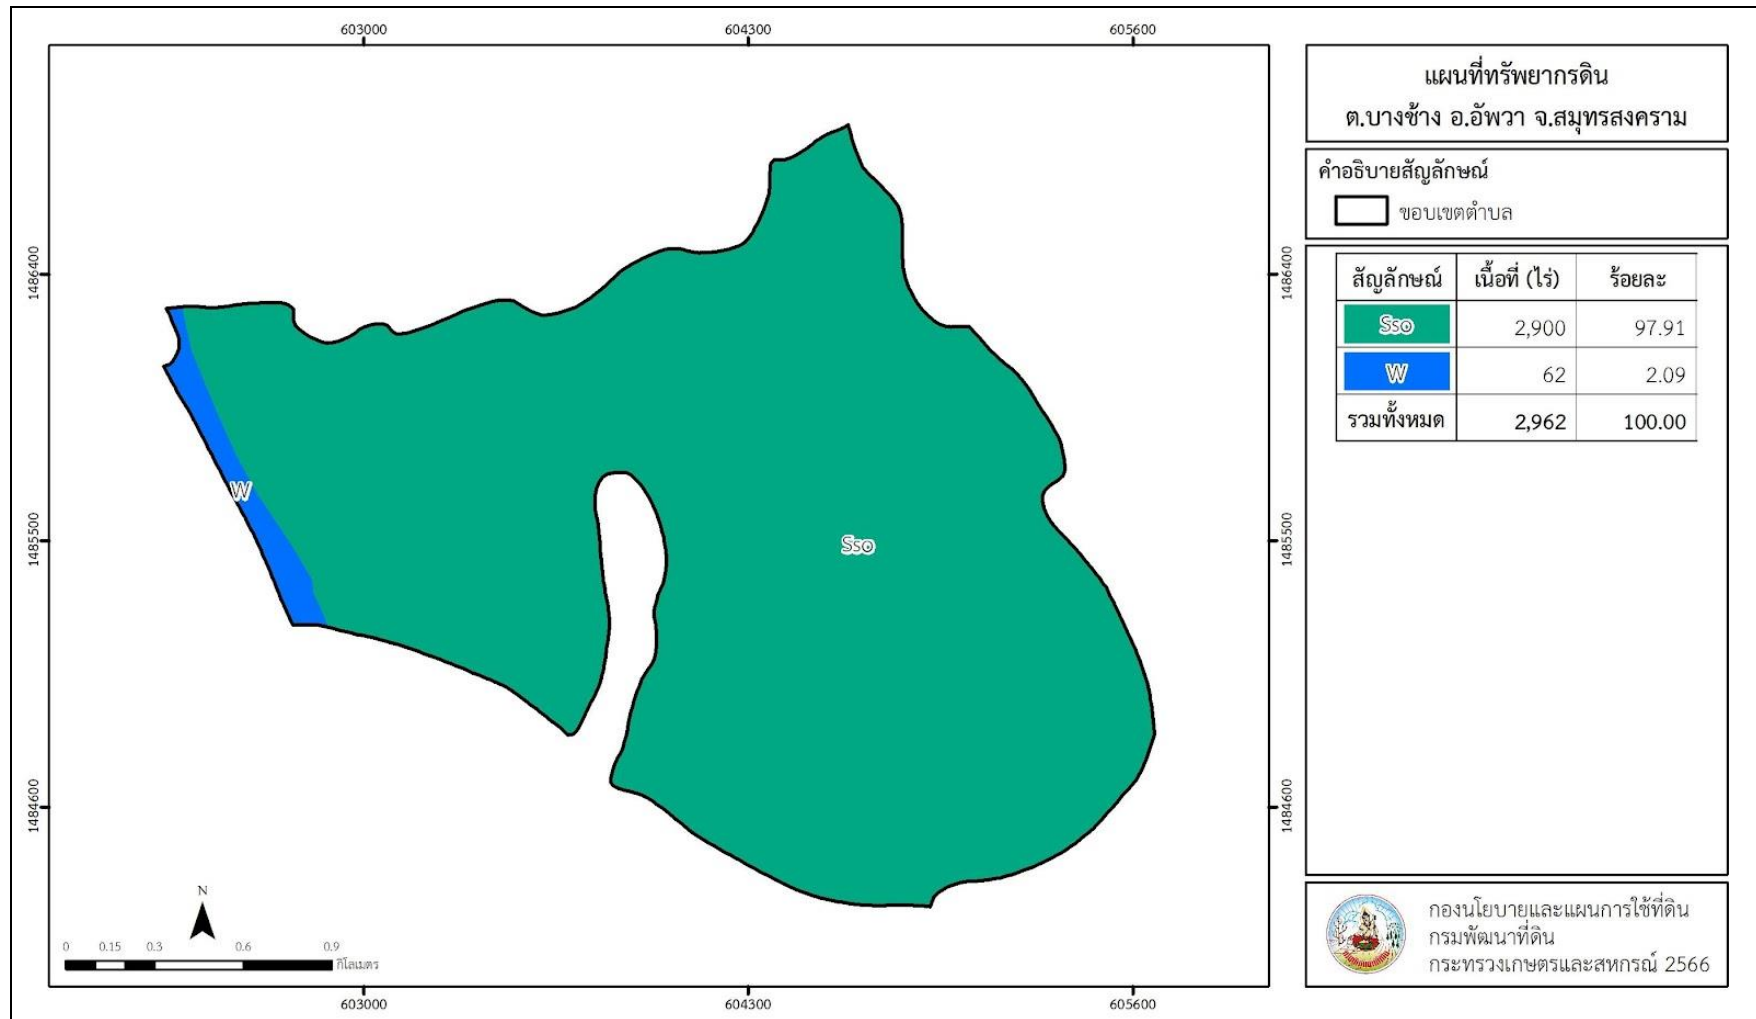 603000
604300
605600
แผนที่ทรัพยากรดิน
ต.บางช้าง อ.อัมพวา จ.สมุทรสงคราม
คำอธิบายสัญลักษณ์
ขอบเขตตำบล
1486400
1486400
สัญลักษณ์ เนื้อที่ (ไร่) ร้อยละ
Sso 2,900 97.91
W 62 2.09
รวมทั้งหมด 2,962 100.00
W
Sso
1485500
1485500
1484600
1484600
N
0 0.15 0.3 0.6 0.9
กิโลเมตร
กองนโยบายและแผนการใช้ที่ดิน
กรมพัฒนาที่ดิน
กระทรวงเกษตรและสหกรณ์ 2566
603000
604300
605600